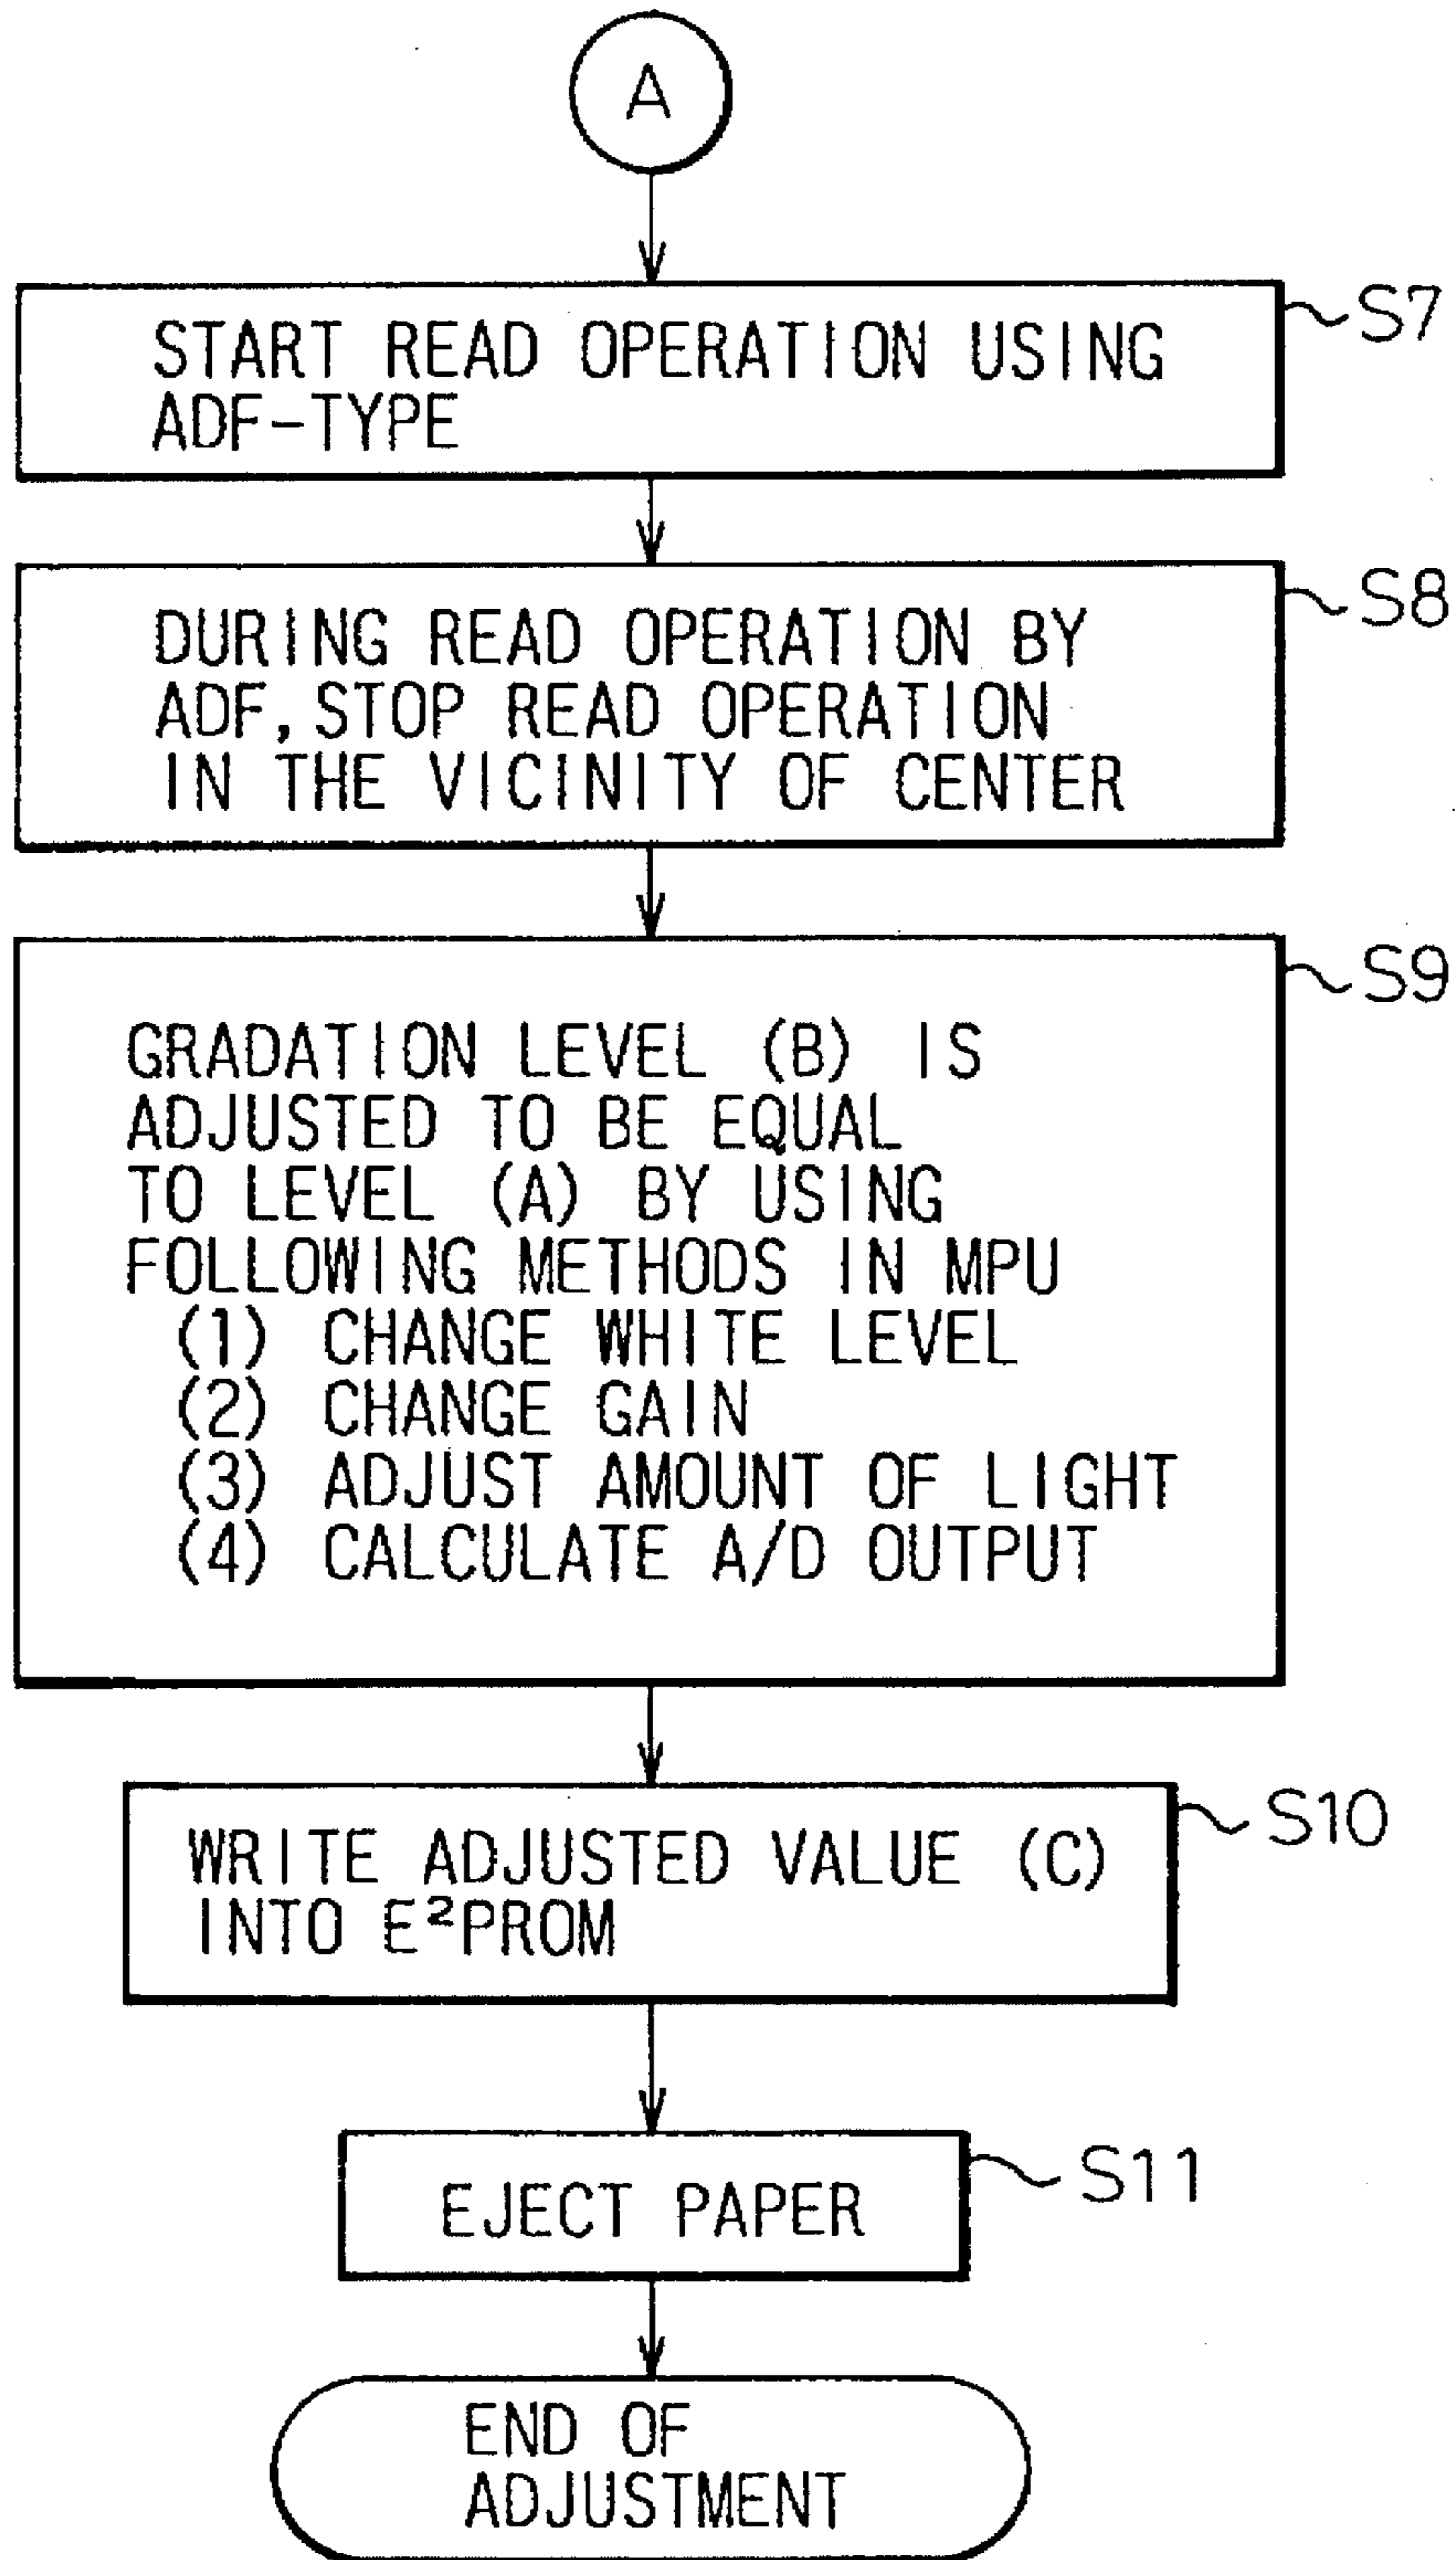 A
START READ OPERATION USING
ADF-TYPE
S7
DURING READ OPERATION BY
ADF, STOP READ OPERATION
IN THE VICINITY OF CENTER
S8
GRADATION LEVEL (B) IS
ADJUSTED TO BE EQUAL
TO LEVEL (A) BY USING
FOLLOWING METHODS IN MPU
(1) CHANGE WHITE LEVEL
(2) CHANGE GAIN
(3) ADJUST AMOUNT OF LIGHT
(4) CALCULATE A/D OUTPUT
S9
WRITE ADJUSTED VALUE (C)
INTO E²PROM
S10
EJECT PAPER
S11
END OF
ADJUSTMENT